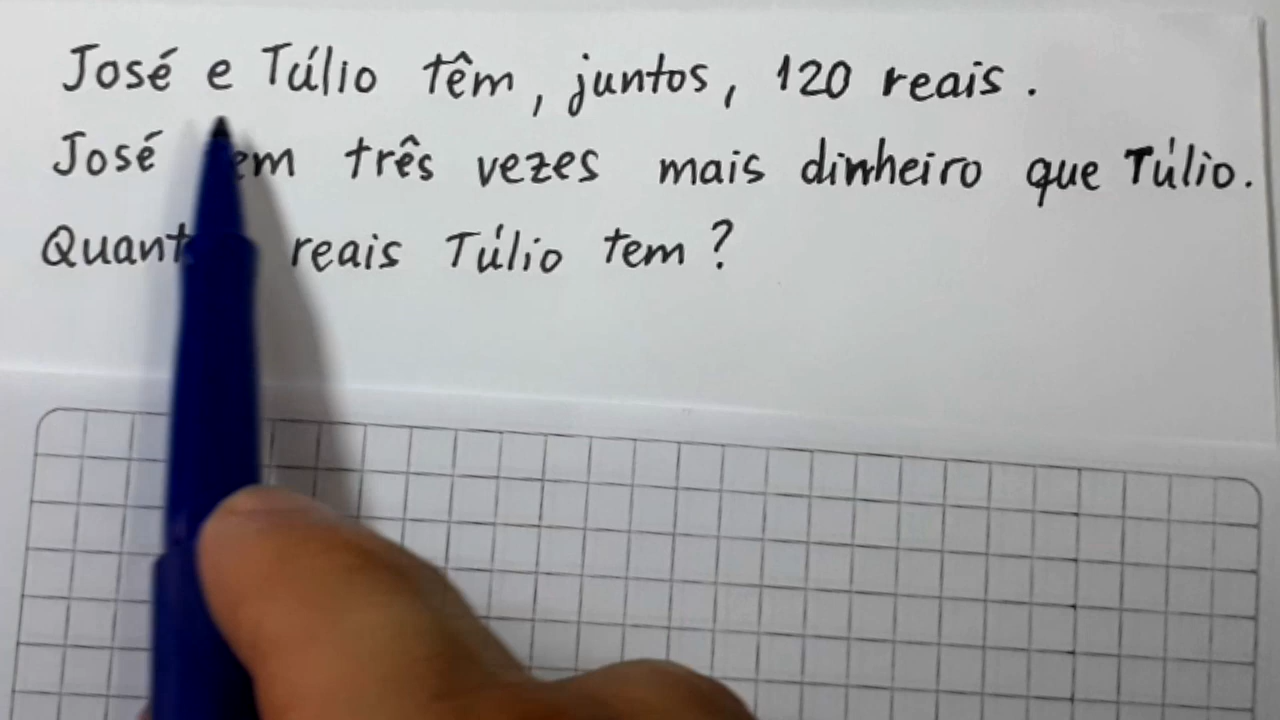 José e Túlio têm, juntos, 120 reais.
José três vezes mais dinheiro que Túlio.
reais Túlio tem?